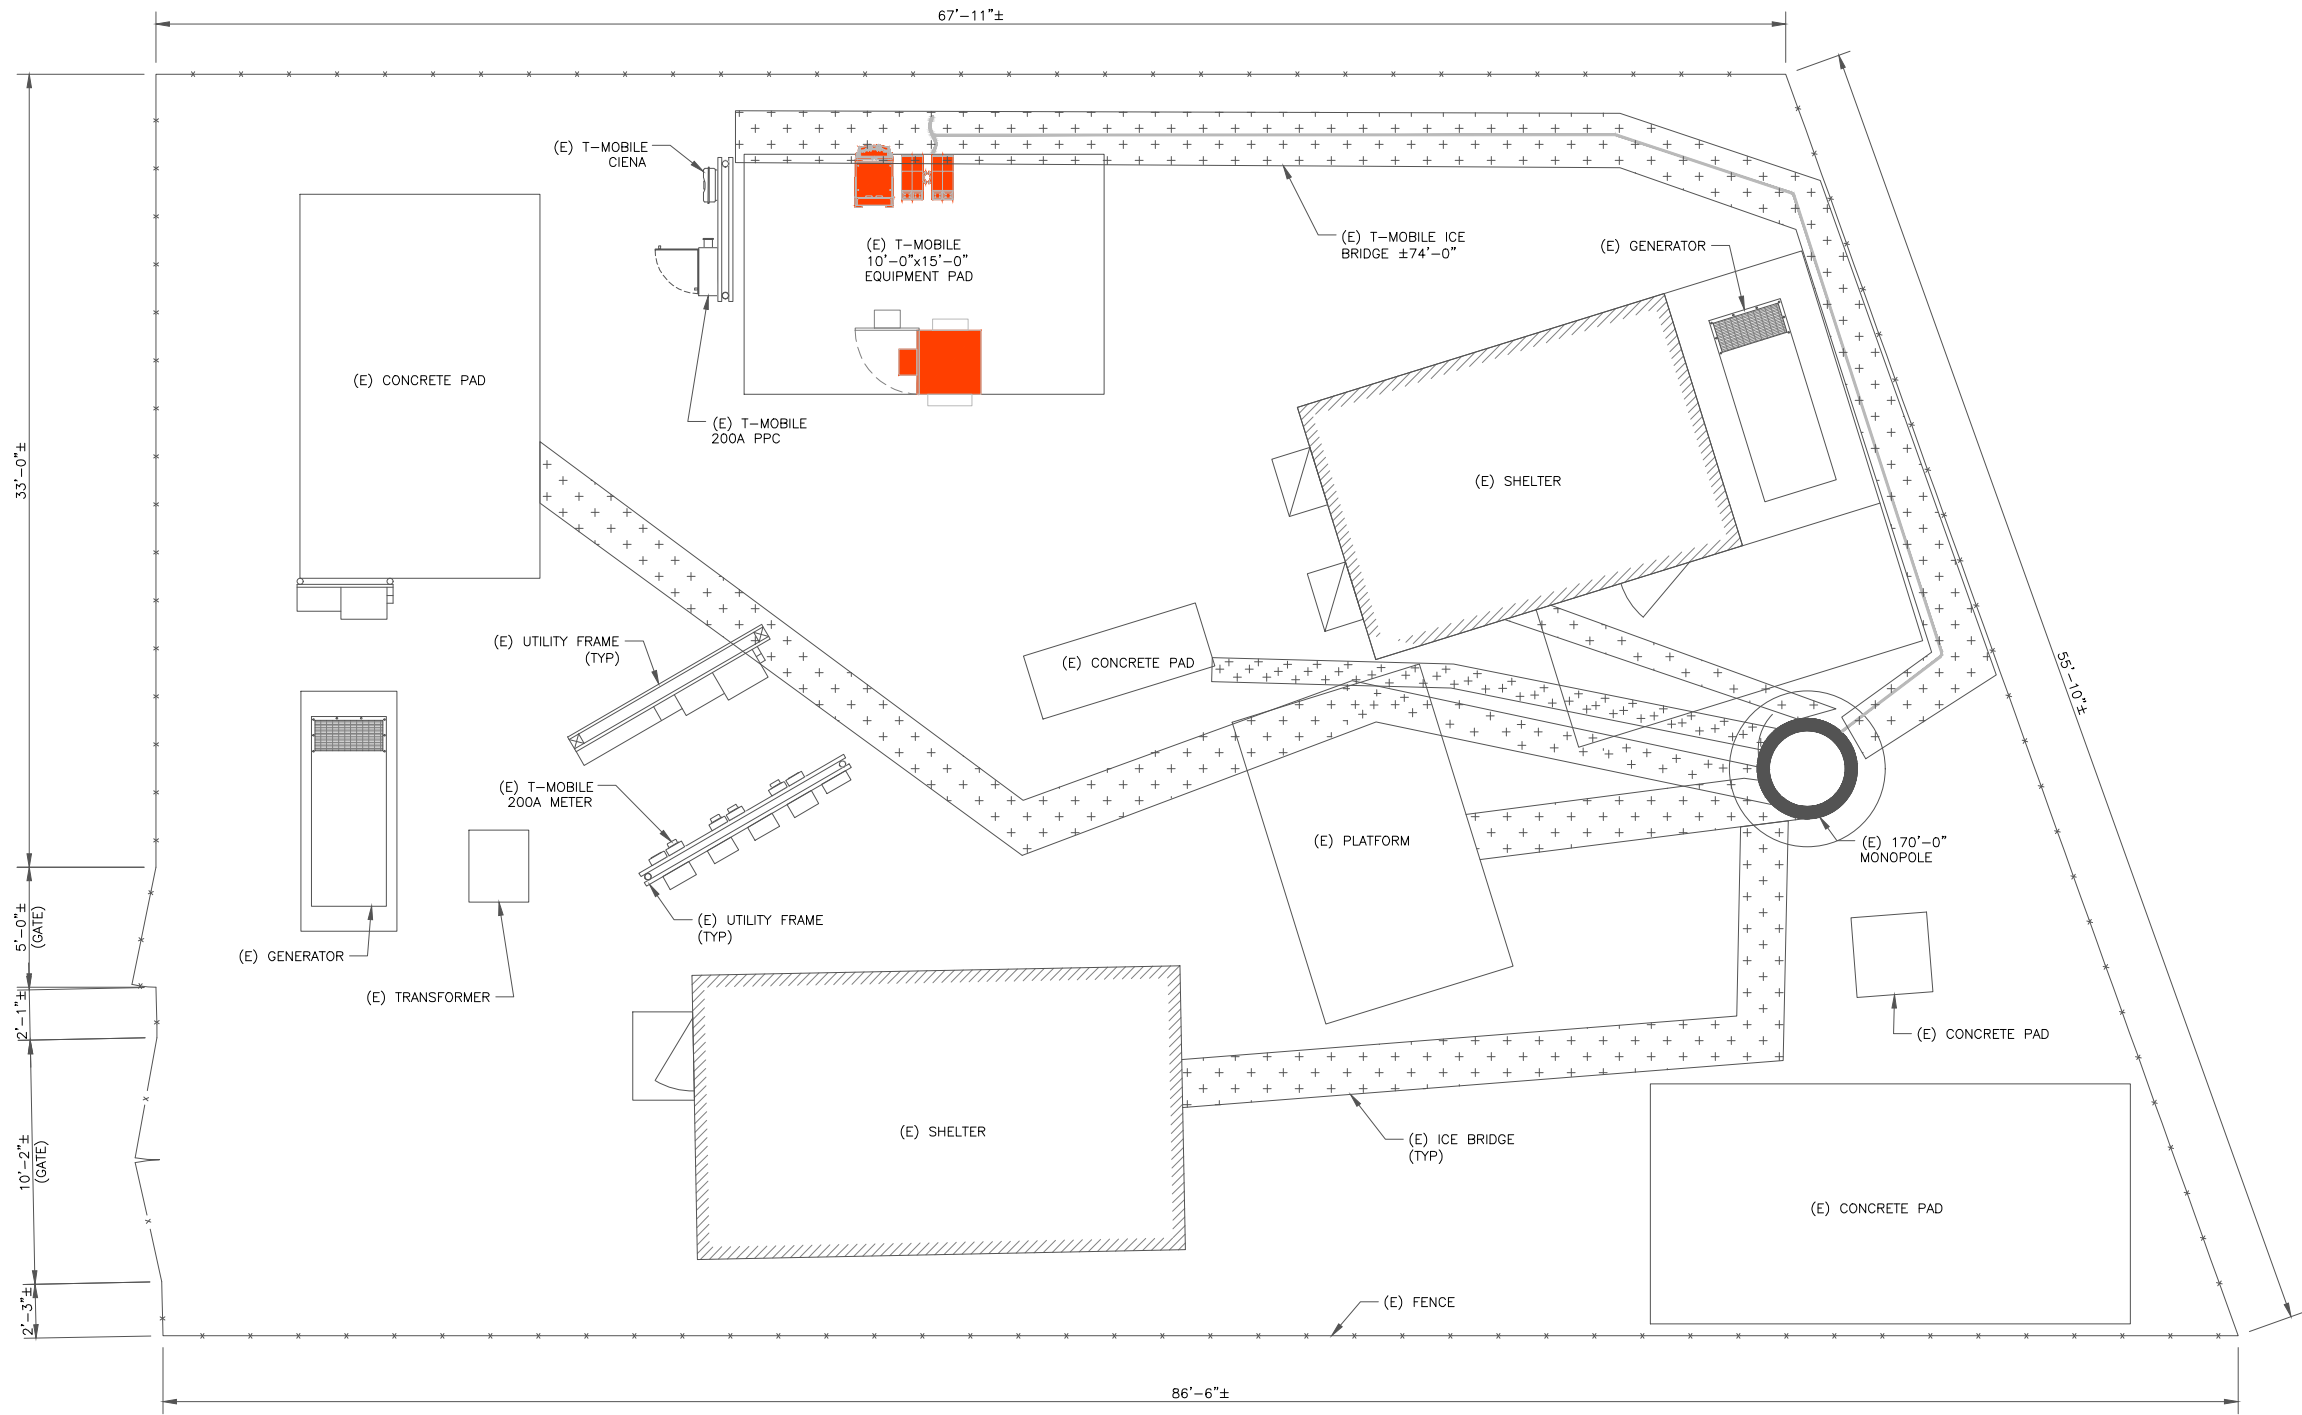 67'-11"±
(E) T-MOBILE
CIENA
(E) T-MOBILE
10'-0"x15'-0"
EQUIPMENT PAD
(E) T-MOBILE ICE
BRIDGE ±74'-0"
(E) GENERATOR
(E) CONCRETE PAD
(E) T-MOBILE
200A PPC
33'-0"±
(E) SHELTER
(E) UTILITY FRAME
(TYP)
(E) CONCRETE PAD
55'-10"±
(E) T-MOBILE
200A METER
(E) PLATFORM
(E) 170'-0"
MONOPOLE
5'-0"±
(GATE)
(E) UTILITY FRAME
(TYP)
(E) GENERATOR
(E) TRANSFORMER
2'-1"±
(E) CONCRETE PAD
10'-2"±
(GATE)
(E) SHELTER
(E) ICE BRIDGE
(TYP)
(E) CONCRETE PAD
2'-3"±
(E) FENCE
86'-6"±